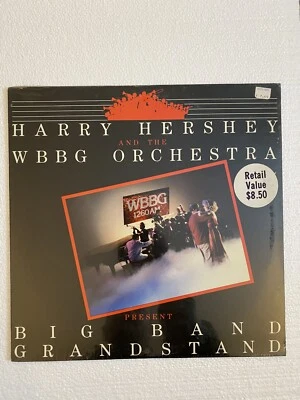 HARRY HERSHEY
AND THE
WBBG ORCHESTRA
Retail
Value
$8.50
WBBG
1260 AM
PRESENT
BIG BAND
GRANDSTAND